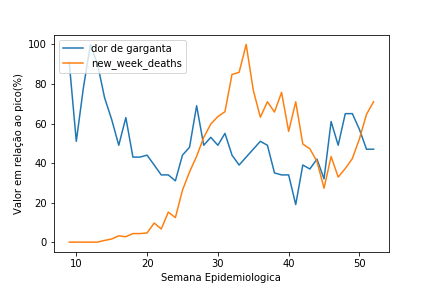 dor de garganta
new_week_deaths
100
80
60
40
20
0
Valor em relação ao pico(%)
10
20
30
40
50
Semana Epidemiologica